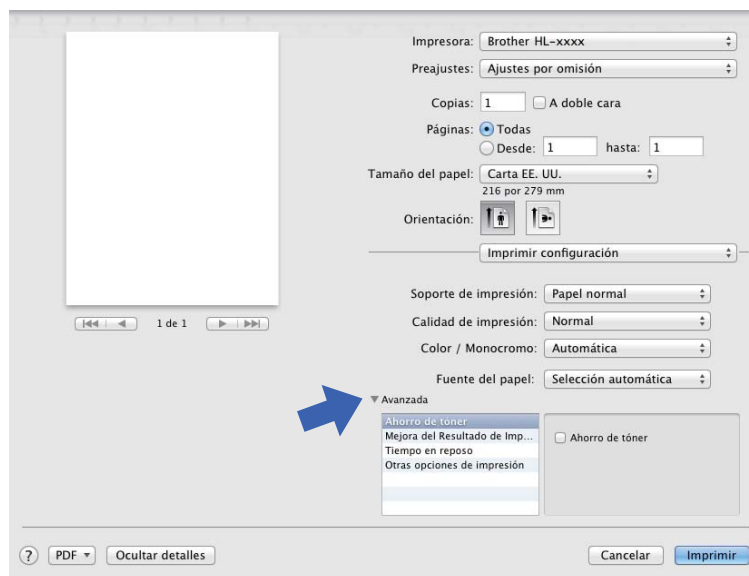 Impresora: Brother HL-xxxx
Preajustes: Ajustes por omisión
Copias: 1 A doble cara
Páginas: Todas
Desde: 1 hasta: 1
Tamaño del papel: Carta EE. UU.
216 por 279 mm
Orientación:
Imprimir configuración
Soporte de impresión: Papel normal
1 de 1
Calidad de impresión: Normal
Color / Monocromo: Automática
Fuente del papel: Selección automática
Avanzada
Ahorro de tóner
Mejora del Resultado de Imp...
Ahorro de tóner
Tiempo en reposo
Otras opciones de impresión
? PDF Ocultar detalles Cancelar Imprimir